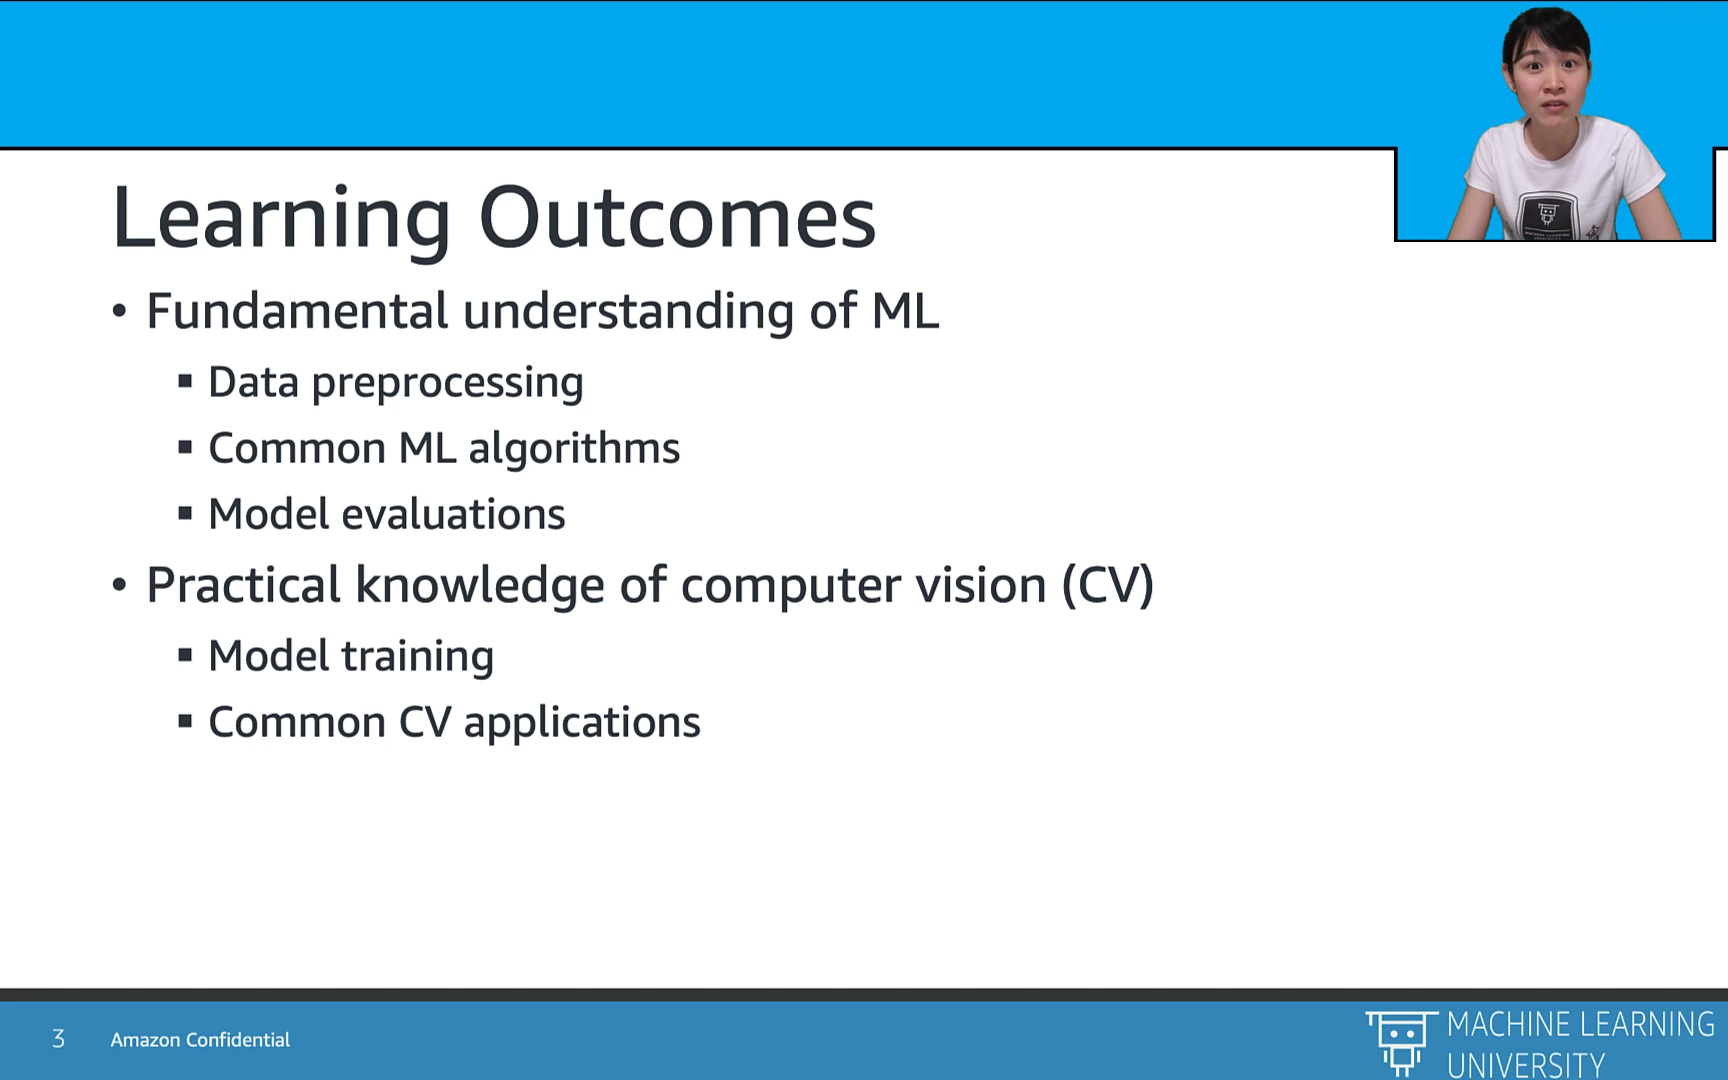 Learning Outcomes
• Fundamental understanding of ML
▪ Data preprocessing
▪ Common ML algorithms
▪ Model evaluations
• Practical knowledge of computer vision (CV)
▪ Model training
▪ Common CV applications
3 Amazon Confidential
MACHINE LEARNING
UNIVERSITY